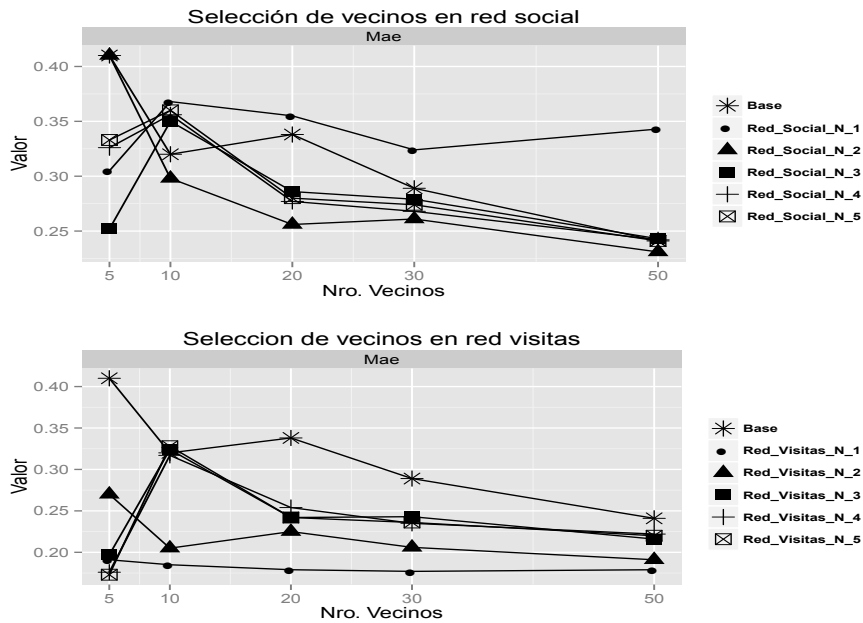 Selección de vecinos en red social
Mae
Valor
0.40
0.35
0.30
0.25
5 10 20 30 50
Nro. Vecinos
Base
Red_Social_N_1
Red_Social_N_2
Red_Social_N_3
Red_Social_N_4
Red_Social_N_5
Seleccion de vecinos en red visitas
Mae
Valor
0.40
0.35
0.30
0.25
0.20
5 10 20 30 50
Nro. Vecinos
Base
Red_Visitas_N_1
Red_Visitas_N_2
Red_Visitas_N_3
Red_Visitas_N_4
Red_Visitas_N_5